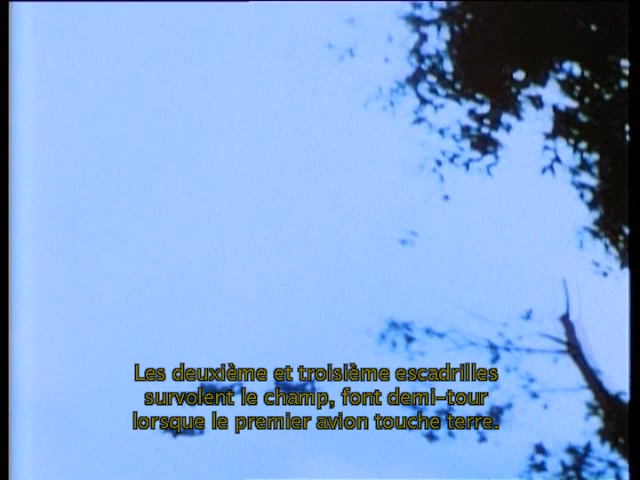 Les deuxième et troisième escadrilles
survolent le champ, font demi-tour
lorsque le premier avion touche terre.